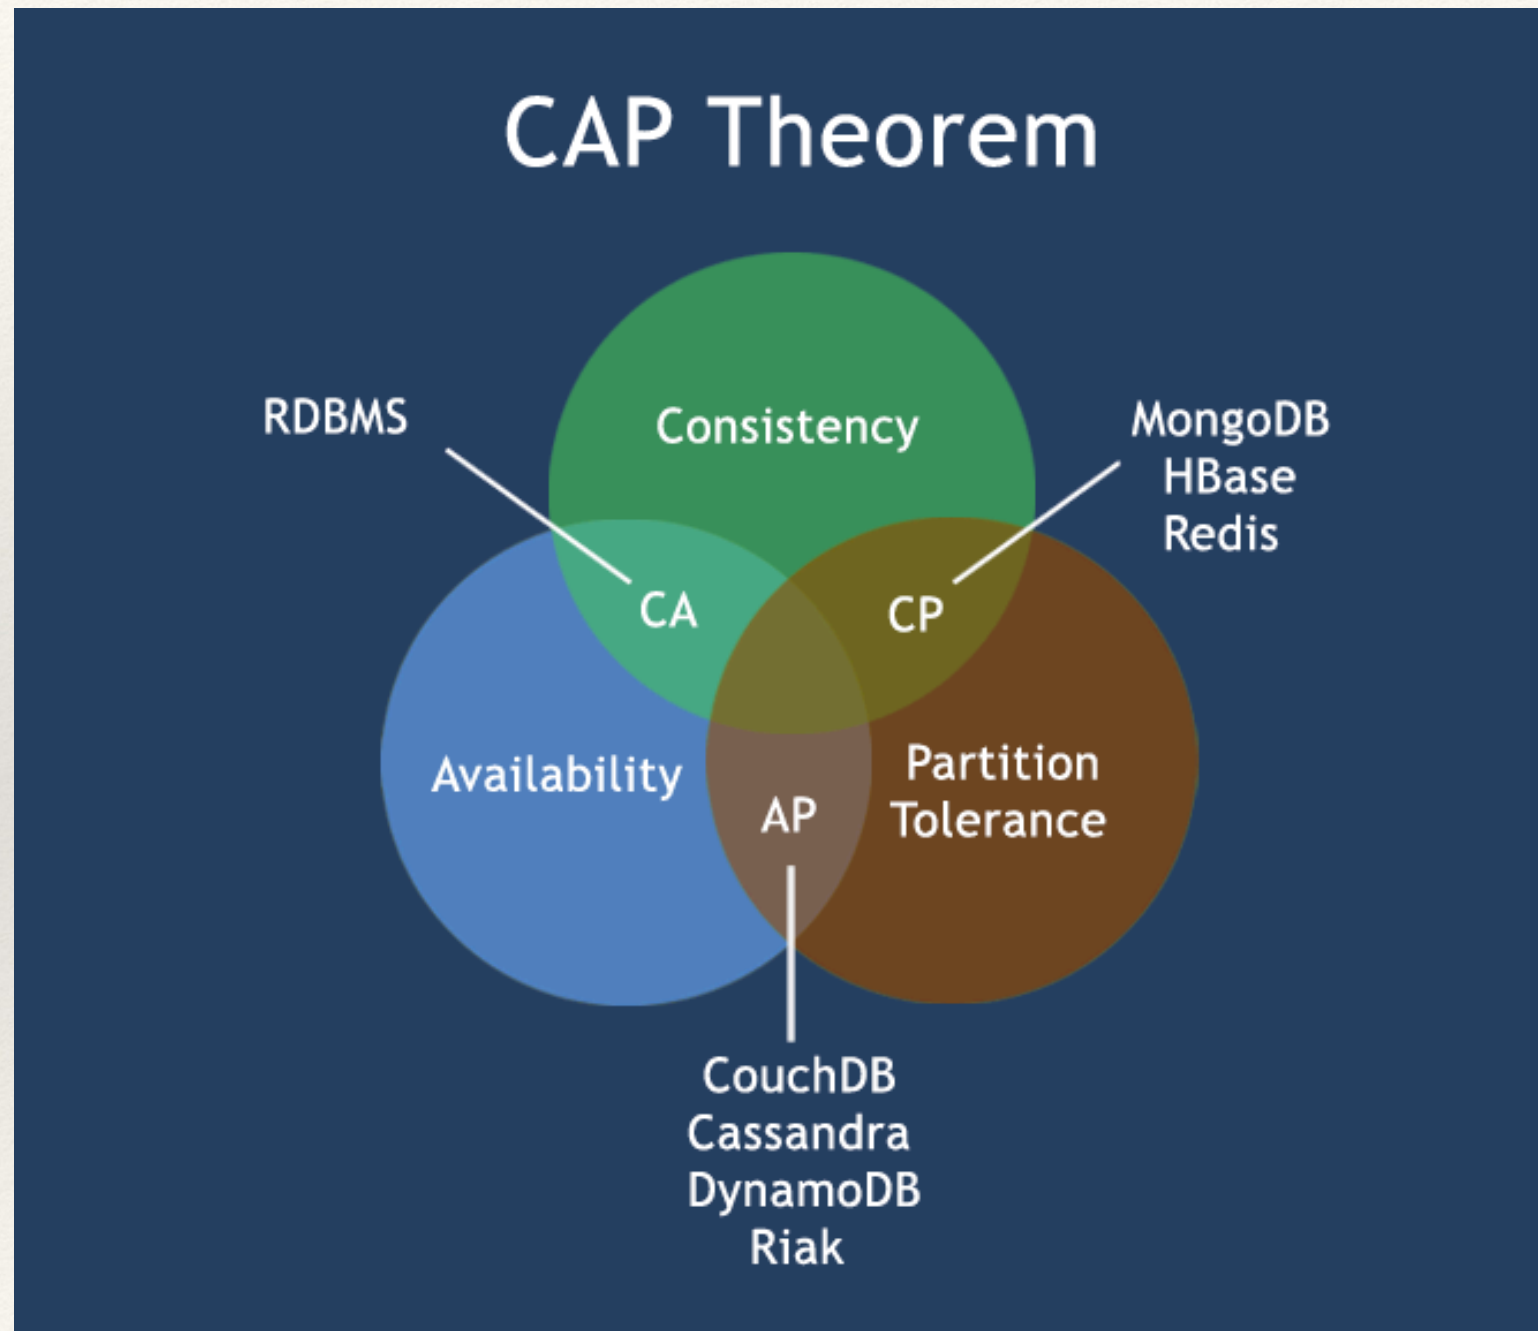 CAP Theorem
Consistency
RDBMS
MongoDB
HBase
Redis
CA
CP
Availability
Partition
Tolerance
AP
CouchDB
Cassandra
DynamoDB
Riak